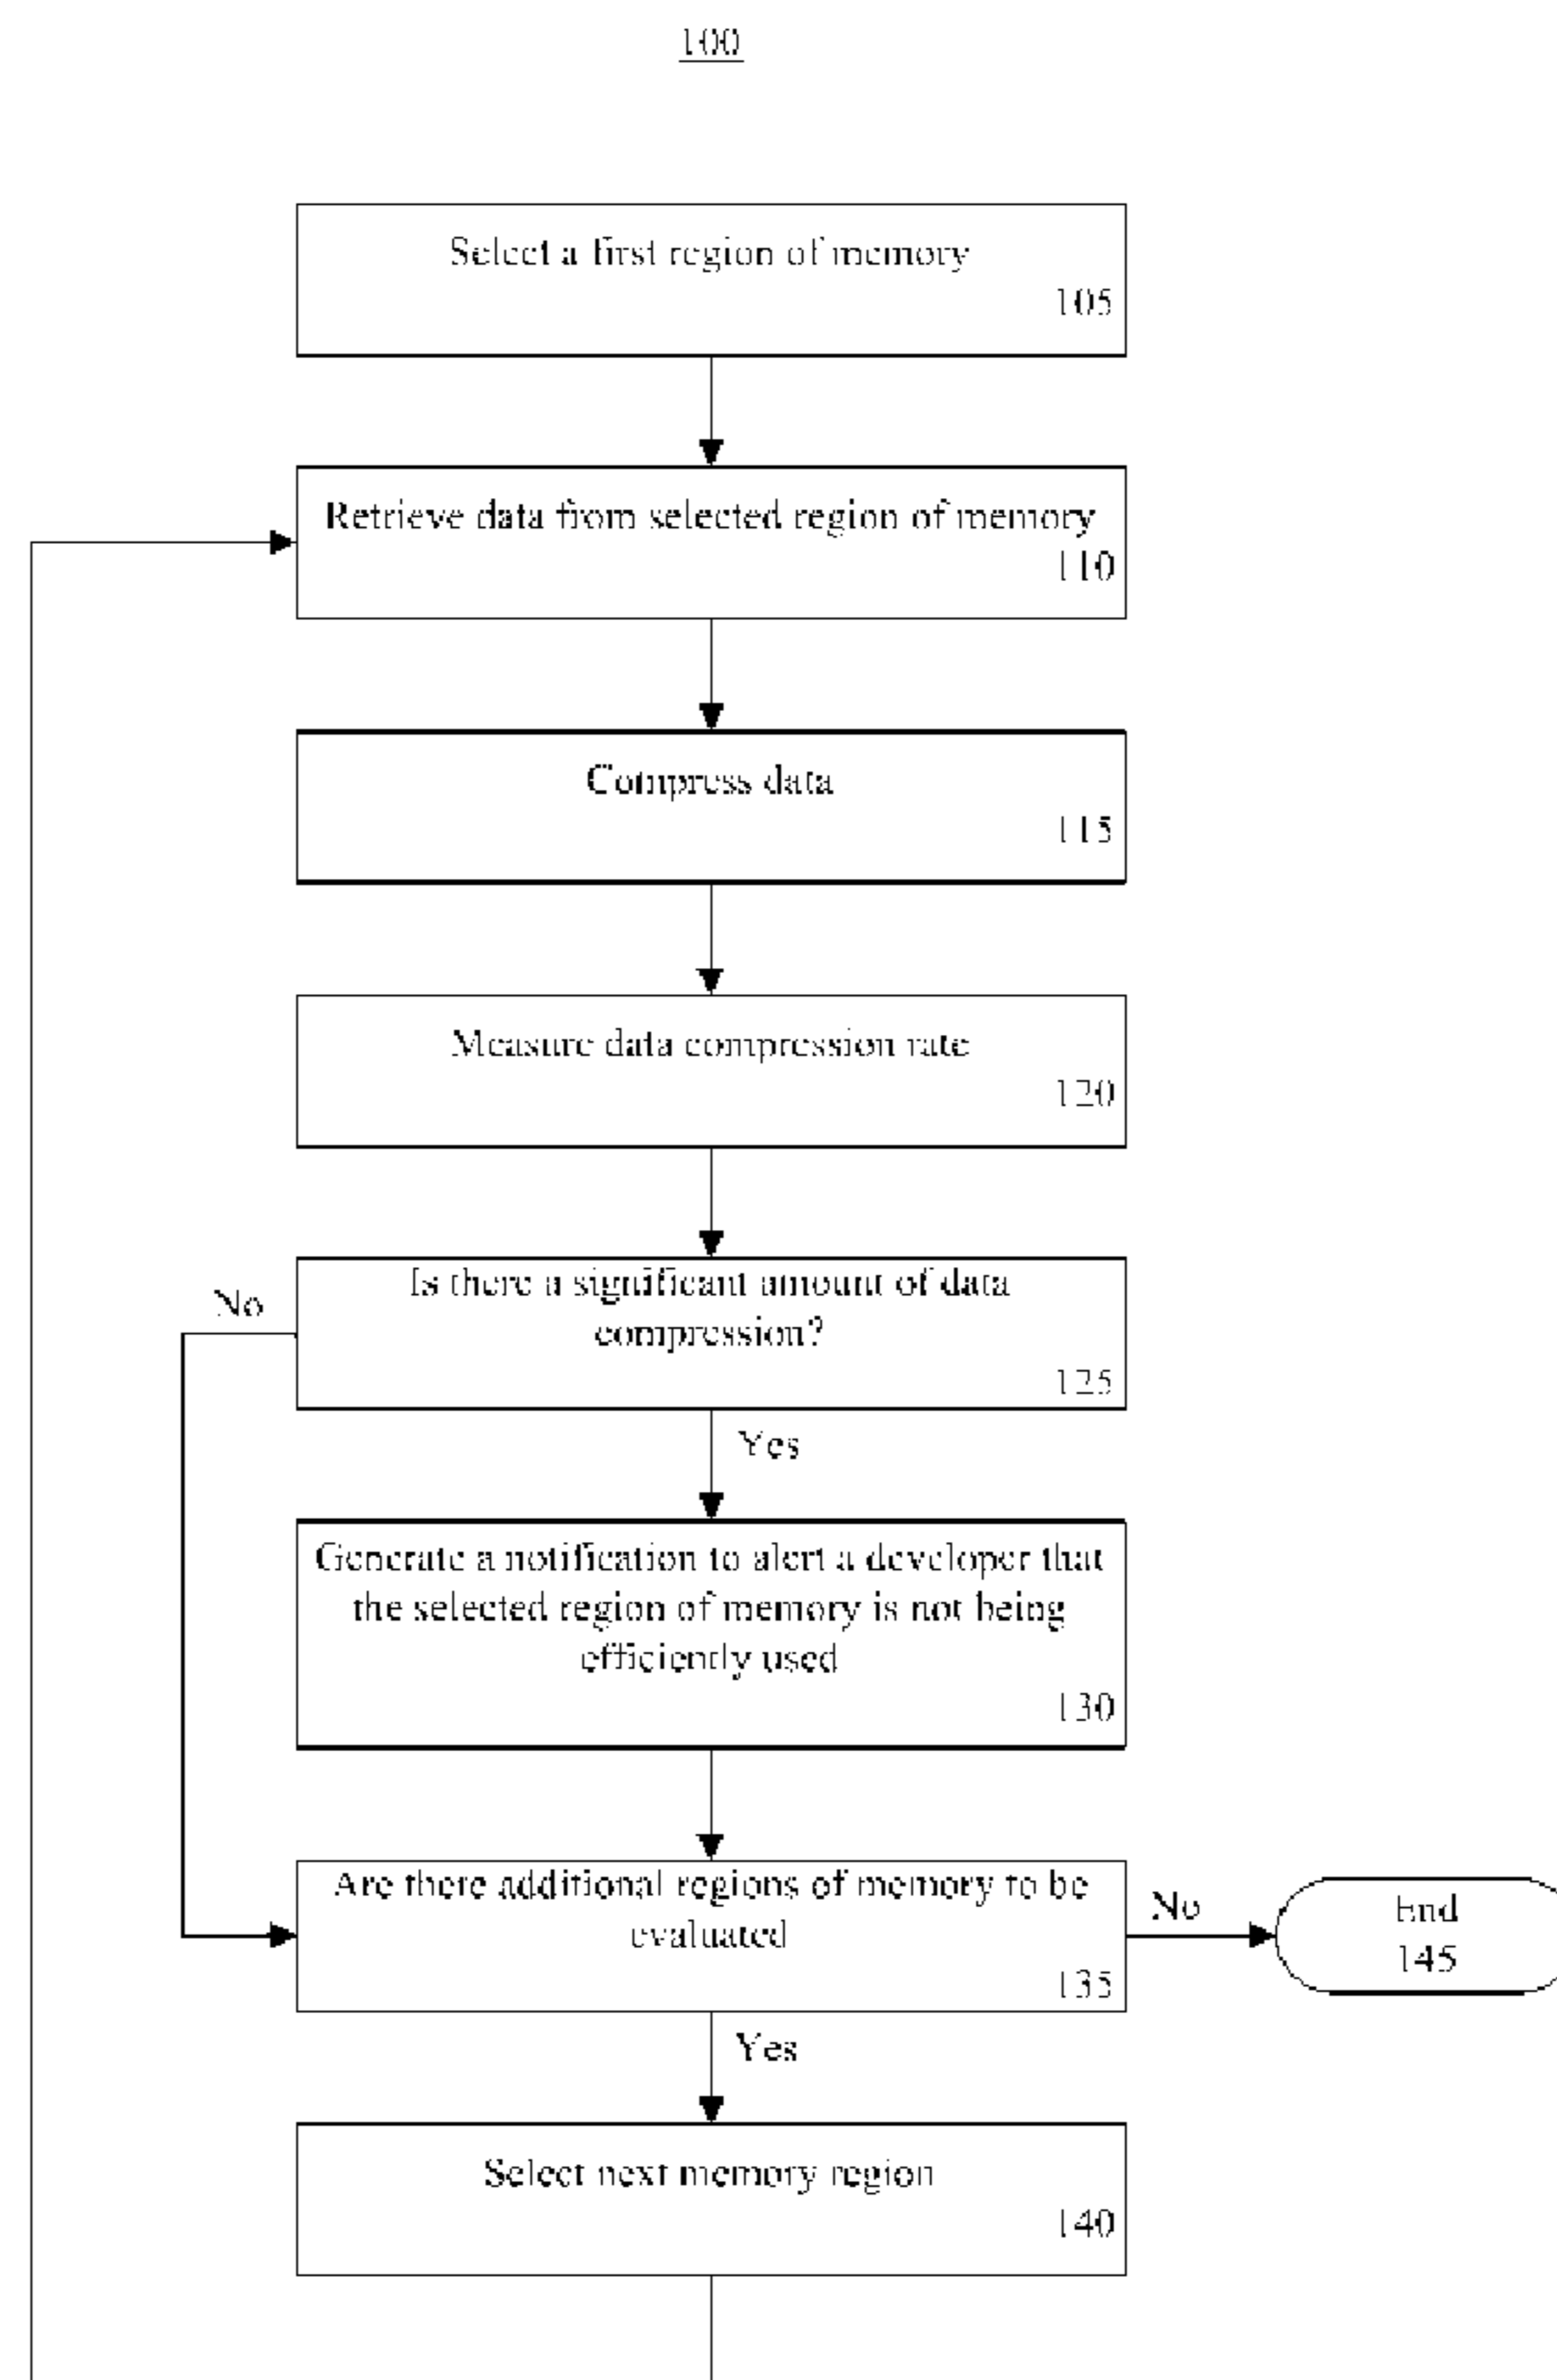 100
Select a first region of memory
105
Retrieve data from selected region of memory
110
Compress data
115
Measure data compression rate
120
Is there a significant amount of data
compression?
125
No
Yes
Generate a notification to alert a developer that
the selected region of memory is not being
efficiently used
130
Are there additional regions of memory to be
evaluated
135
No
End
145
Yes
Select next memory region
140